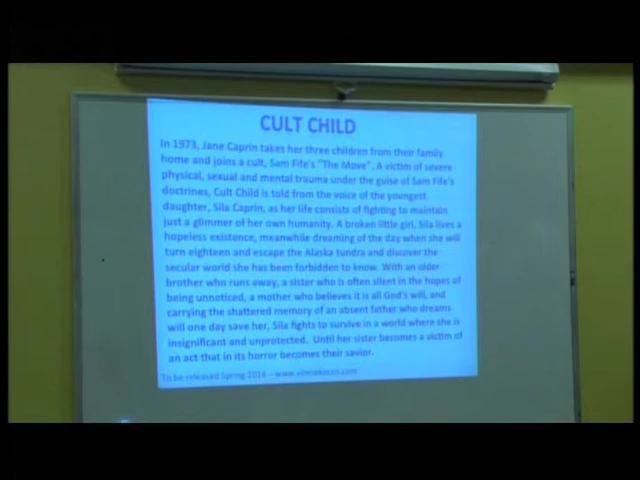 CULT CHILD
In 1973, Jane Caprin takes her three children from their family
home and joins a cult, Sam Fife's "The Move". A victim of severe
physical, sexual and mental trauma under the guise of Sam Fife's
doctrines, Cult Child is told from the voice of the youngest
daughter, Sila Caprin, as her life consists of fighting to maintain
just a glimmer of her own humanity. A broken little girl, Sila lives a
hopeless existence, meanwhile dreaming of the day when she will
turn eighteen and escape the Alaska tundra and discover the
secular world she has been forbidden to know. With an older
brother who runs away, a sister who is often silent in the hopes of
being unnoticed, a mother who believes it is all God's will, and
carrying the shattered memory of an absent father who dreams
will one day save her, Sila fights to survive in a world where she is
insignificant and unprotected. Until her sister becomes a victim of
an act that in its horror becomes their savior.
To be released Spring 2014 –